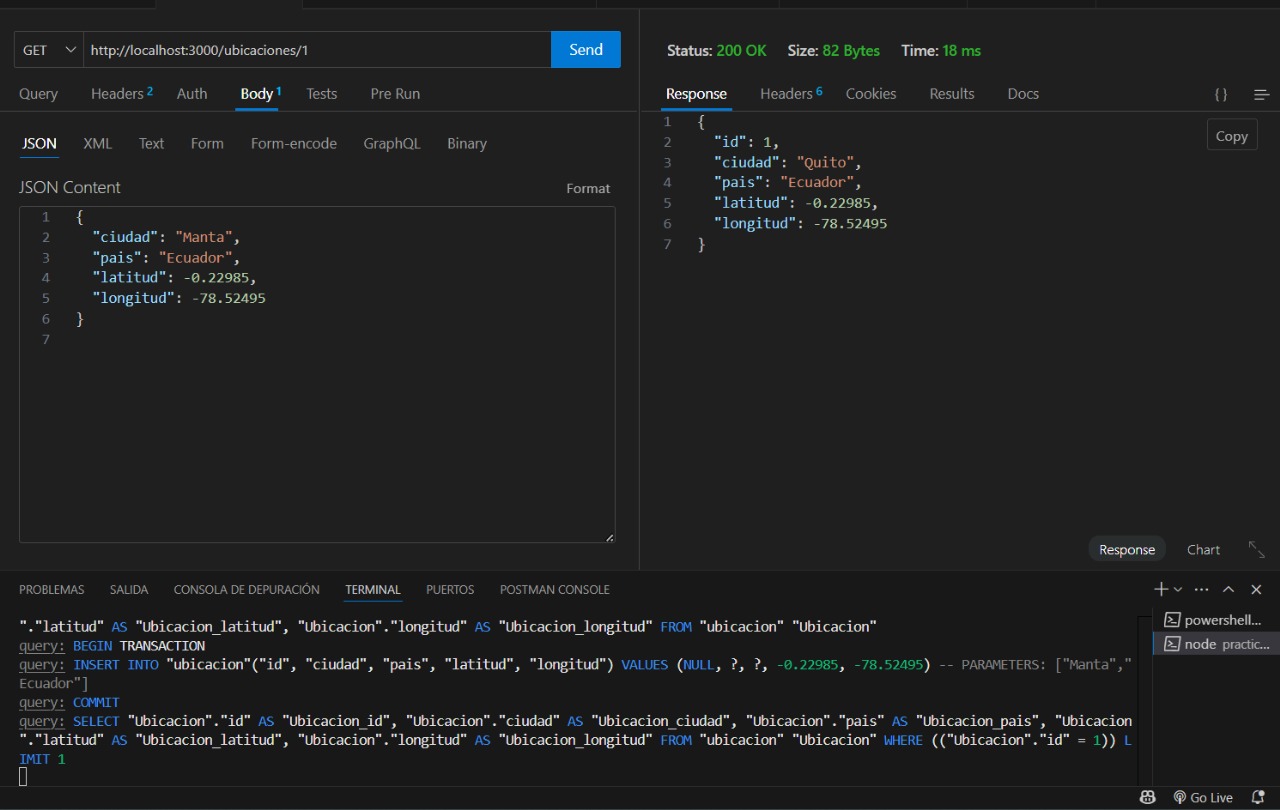 GET
http://localhost:3000/ubicaciones/1
Send
Query
Headers 2
Auth
Body 1
Tests
Pre Run
JSON
XML
Text
Form
Form-encode
GraphQL
Binary
JSON Content
Format
1 {
2 "ciudad": "Manta",
3 "pais": "Ecuador",
4 "latitud": -0.22985,
5 "longitud": -78.52495
6 }
7
Status: 200 OK
Size: 82 Bytes
Time: 18 ms
Response
Headers 6
Cookies
Results
Docs
{ }
Copy
1 {
2 "id": 1,
3 "ciudad": "Quito",
4 "pais": "Ecuador",
5 "latitud": -0.22985,
6 "longitud": -78.52495
7 }
Response
Chart
PROBLEMAS
SALIDA
CONSOLA DE DEPURACIÓN
TERMINAL
PUERTOS
POSTMAN CONSOLE
"."latitud" AS "Ubicacion_latitud", "Ubicacion"."longitud" AS "Ubicacion_longitud" FROM "ubicacion" "Ubicacion"
query: BEGIN TRANSACTION
query: INSERT INTO "ubicacion"("id", "ciudad", "pais", "latitud", "longitud") VALUES (NULL, ?, ?, -0.22985, -78.52495) -- PARAMETERS: ["Manta","
Ecuador"]
query: COMMIT
query: SELECT "Ubicacion"."id" AS "Ubicacion_id", "Ubicacion"."ciudad" AS "Ubicacion_ciudad", "Ubicacion"."pais" AS "Ubicacion_pais", "Ubicacion
"."latitud" AS "Ubicacion_latitud", "Ubicacion"."longitud" AS "Ubicacion_longitud" FROM "ubicacion" "Ubicacion" WHERE (("Ubicacion"."id" = 1)) L
IMIT 1
powershell...
node practic...
Go Live